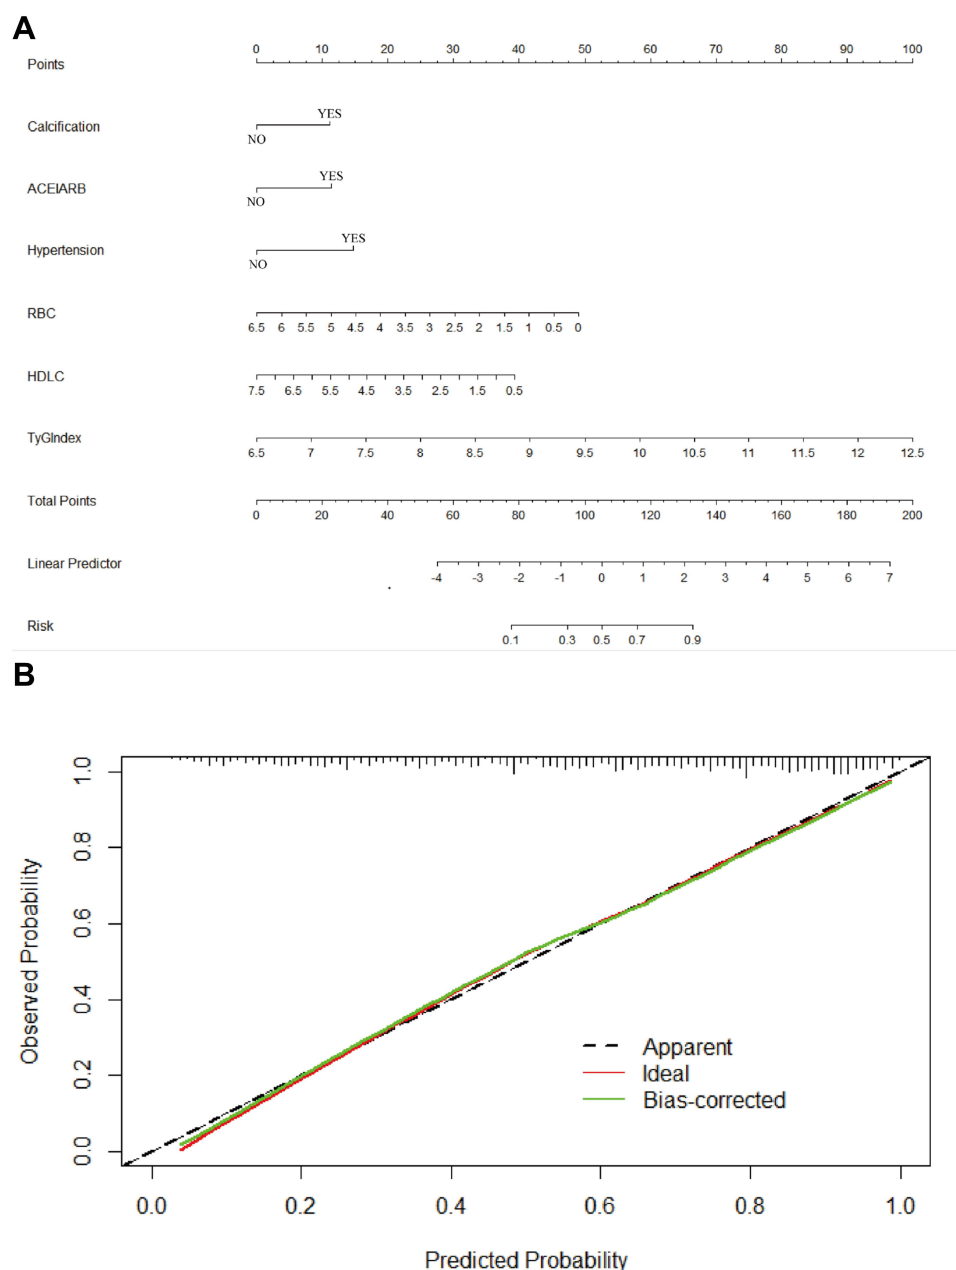 A
Points
0 10 20 30 40 50 60 70 80 90 100
Calcification
YES
NO
ACEIARB
YES
NO
Hypertension
YES
NO
RBC
6.5 6 5.5 5 4.5 4 3.5 3 2.5 2 1.5 1 0.5 0
HDLC
7.5 6.5 5.5 4.5 3.5 2.5 1.5 0.5
TyGIndex
6.5 7 7.5 8 8.5 9 9.5 10 10.5 11 11.5 12 12.5
Total Points
0 20 40 60 80 100 120 140 160 180 200
Linear Predictor
-4 -3 -2 -1 0 1 2 3 4 5 6 7
Risk
0.1 0.3 0.5 0.7 0.9
B
Observed Probability
1.0
0.8
0.6
0.4
0.2
0.0
Apparent
Ideal
Bias-corrected
0.0 0.2 0.4 0.6 0.8 1.0
Predicted Probability